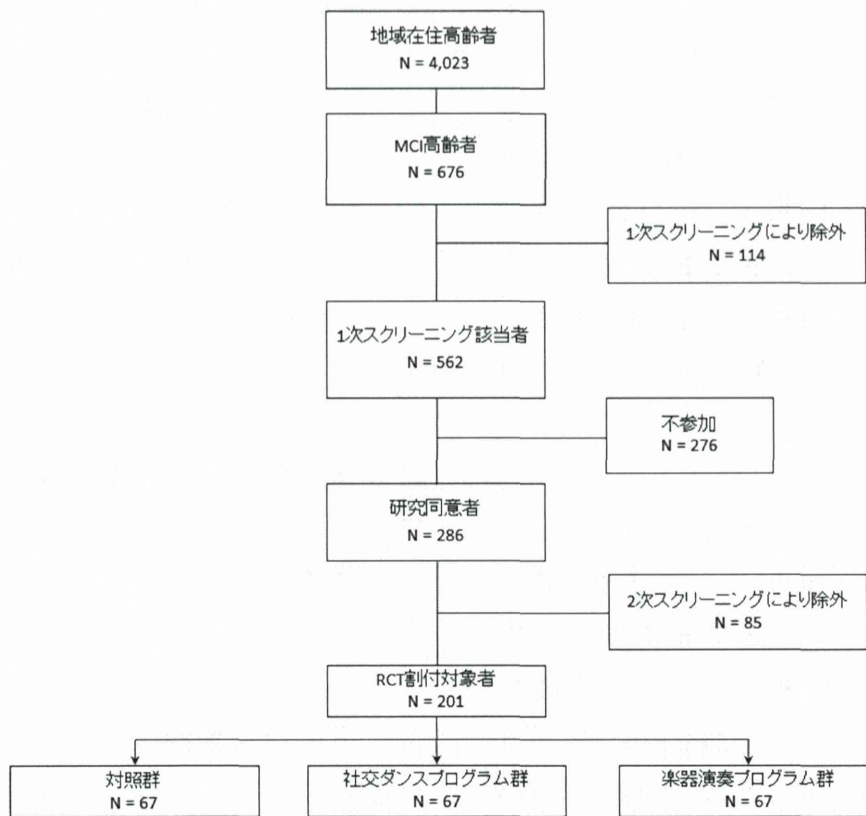 地域在住高齢者
N = 4,023
MCI高齢者
N = 676
1次スクリーニングにより除外
N = 114
1次スクリーニング該当者
N = 562
不参加
N = 276
研究同意者
N = 286
2次スクリーニングにより除外
N = 85
RCT割付対象者
N = 201
対照群
N = 67
社交ダンスプログラム群
N = 67
楽器演奏プログラム群
N = 67